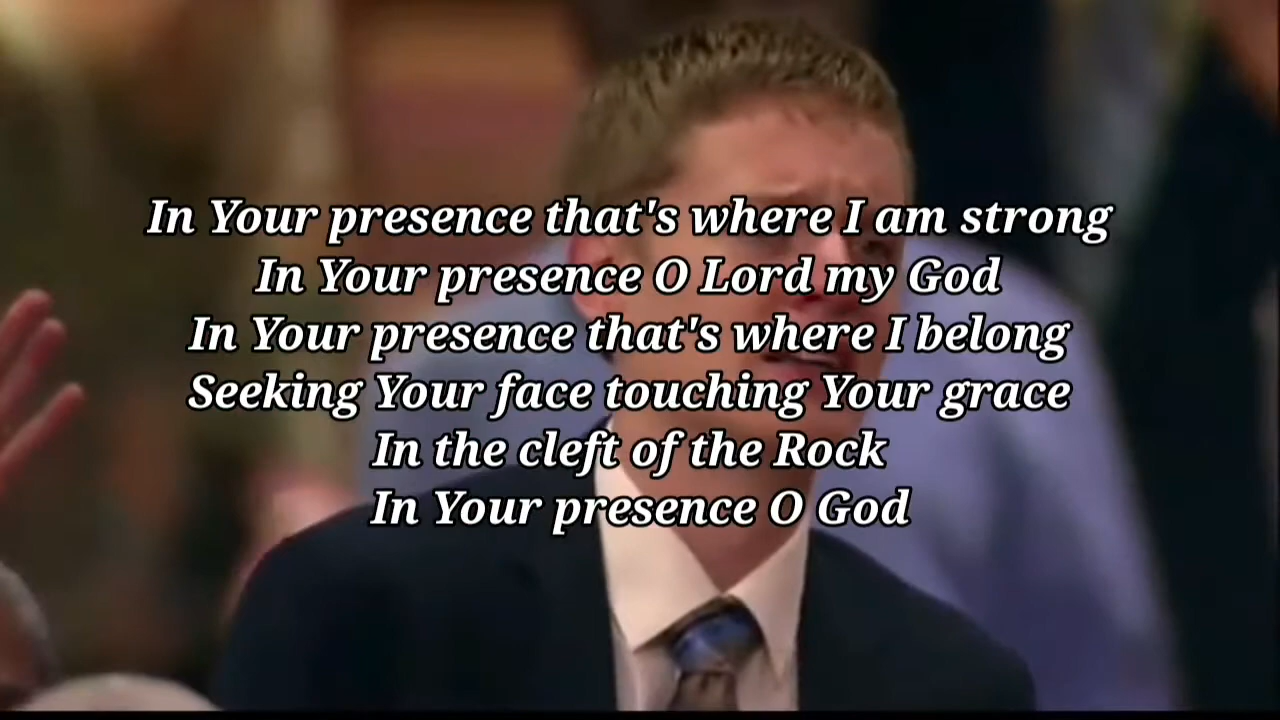 In Your presence that's where I am strong
In Your presence O Lord my God
In Your presence that's where I belong
Seeking Your face touching Your grace
In the cleft of the Rock
In Your presence O God